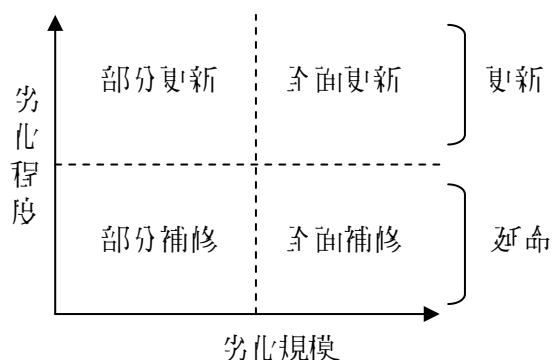 部分更新 全面更新 更新
劣化程度
部分補修 全面補修 延命
劣化規模